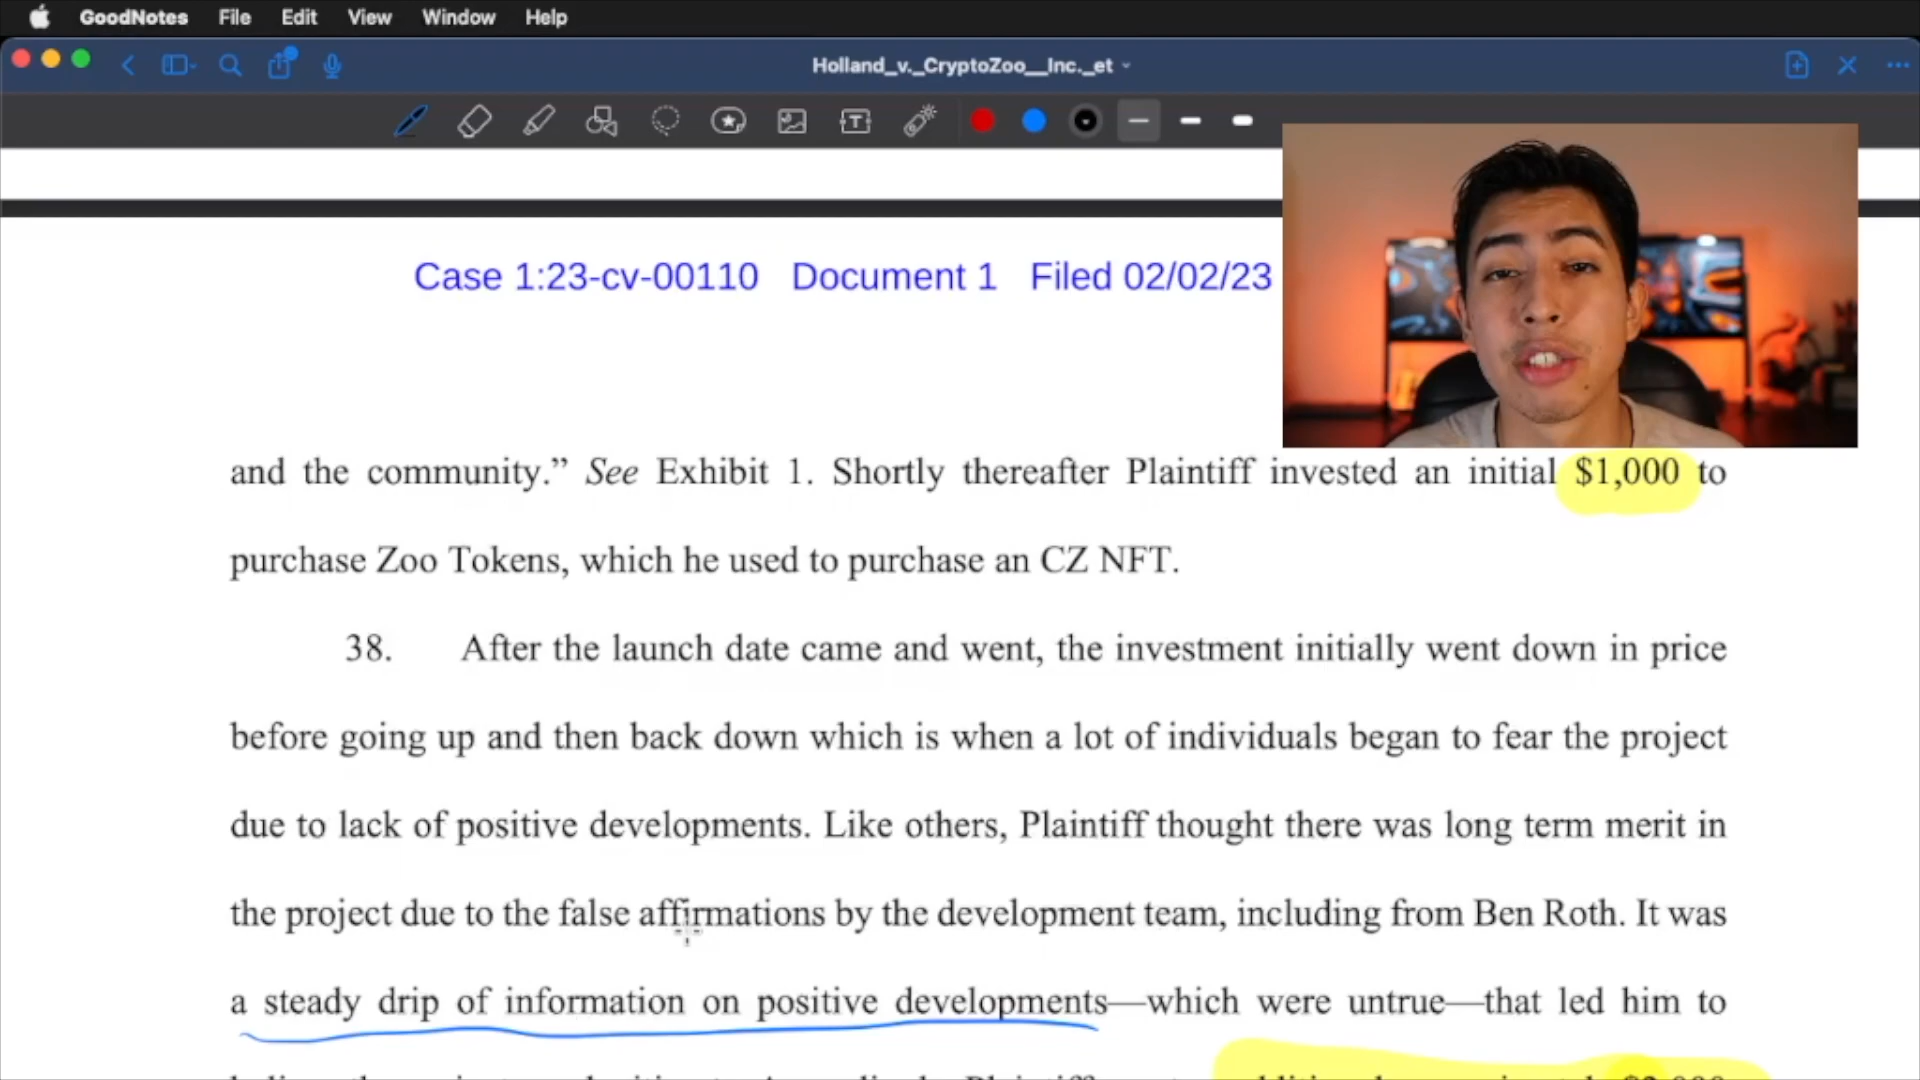 GoodNotes File Edit View Window Help
Holland_v._CryptoZoo__Inc._et
T
Case 1:23-cv-00110 Document 1 Filed 02/02/23
and the community.” See Exhibit 1. Shortly thereafter Plaintiff invested an initial $1,000 to
purchase Zoo Tokens, which he used to purchase an CZ NFT.
38. After the launch date came and went, the investment initially went down in price
before going up and then back down which is when a lot of individuals began to fear the project
due to lack of positive developments. Like others, Plaintiff thought there was long term merit in
the project due to the false affirmations by the development team, including from Ben Roth. It was
a steady drip of information on positive developments—which were untrue—that led him to